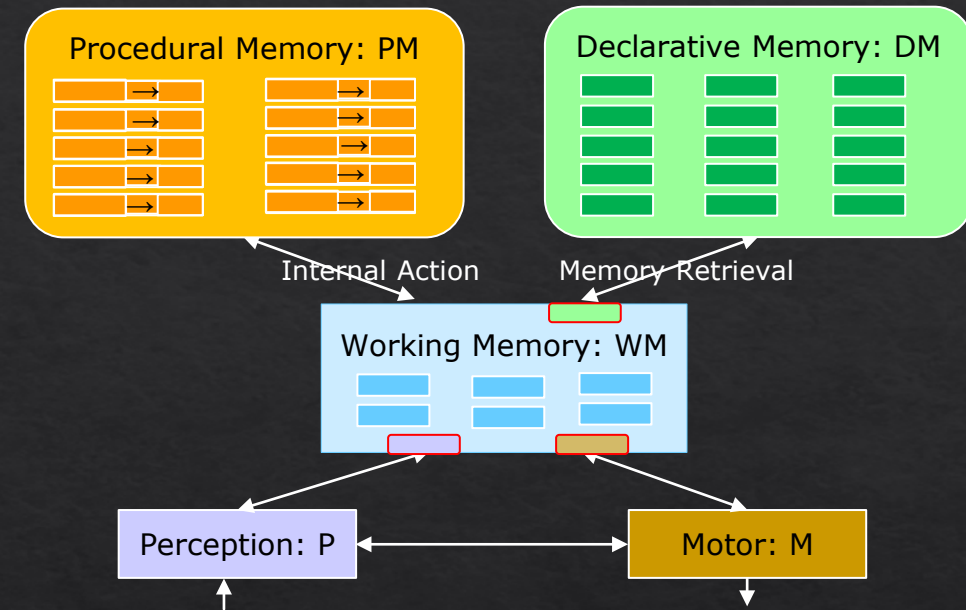 Procedural Memory: PM
→ →
→ →
→ →
→ →
→ →
Declarative Memory: DM
Internal Action
Memory Retrieval
Working Memory: WM
Perception: P
Motor: M